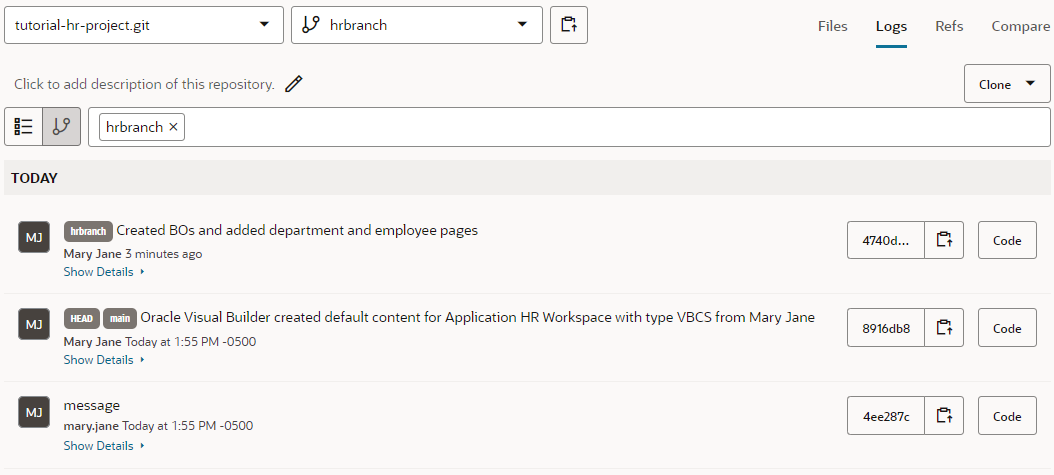 tutorial-hr-project.git hrbranch Files Logs Refs Compare
Click to add description of this repository. Clone
hrbranch ×
TODAY
MJ hrbranch Created BOs and added department and employee pages 4740d... Code
Mary Jane 3 minutes ago
Show Details
MJ HEAD main Oracle Visual Builder created default content for Application HR Workspace with type VBCS from Mary Jane 8916db8 Code
Mary Jane Today at 1:55 PM -0500
Show Details
MJ message 4ee287c Code
mary.jane Today at 1:55 PM -0500
Show Details